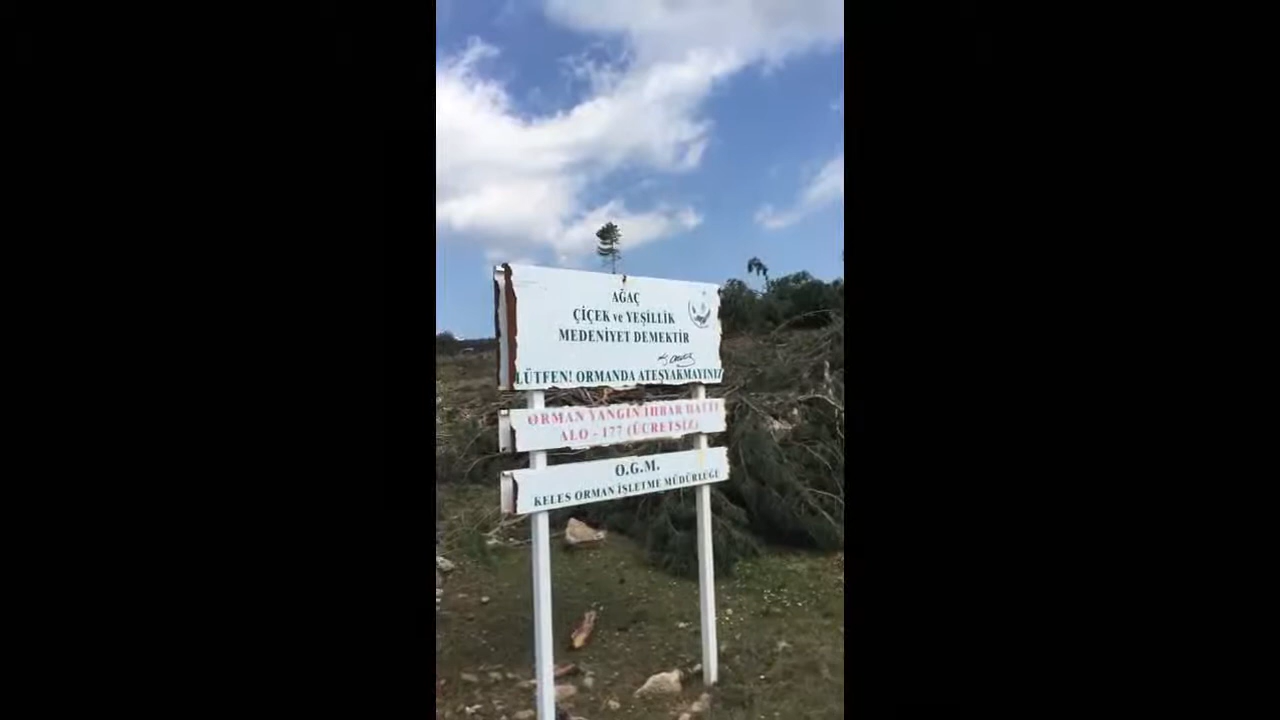 AĞAÇ
ÇİÇEK ve YEŞİLLİK
MEDENİYET DEMEKTİR
LÜTFEN! ORMANDA ATEŞYAKMAYINIZ
ORMAN YANGIN İHBAR HATTI
ALO - 177 (ÜCRETSİZ)
O.G.M.
KELES ORMAN İŞLETME MÜDÜRLÜĞÜ